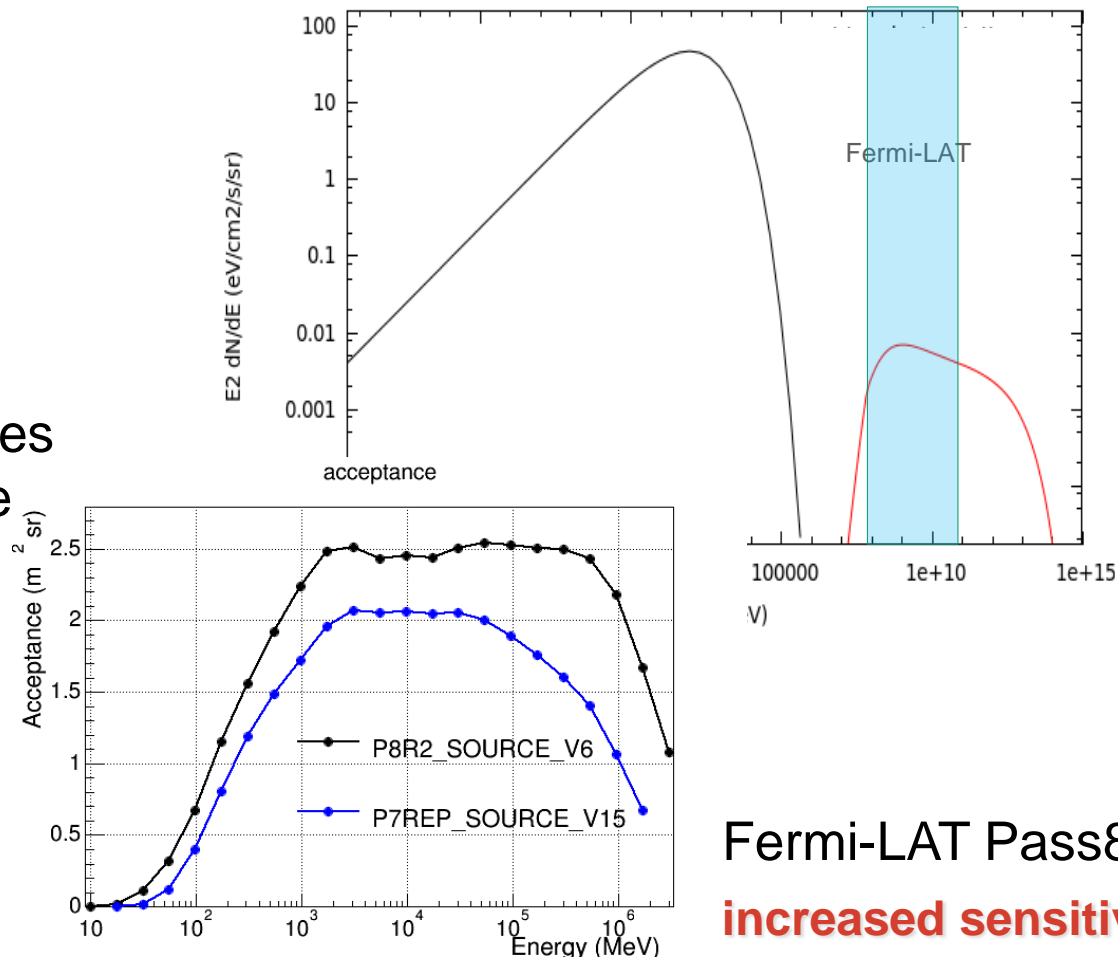 100
10
1
0.1
0.01
0.001
E2 dN/dE (eV/cm2/s/sr)
Fermi-LAT
100000 1e+10 1e+15
V)
es
e
acceptance
Acceptance (m 2 sr)
2.5
2
1.5
1
0.5
0
P8R2_SOURCE_V6
P7REP_SOURCE_V15
10 10² 10³ 10⁴ 10⁵ 10⁶
Energy (MeV)
Fermi-LAT Pass8
increased sensitiv